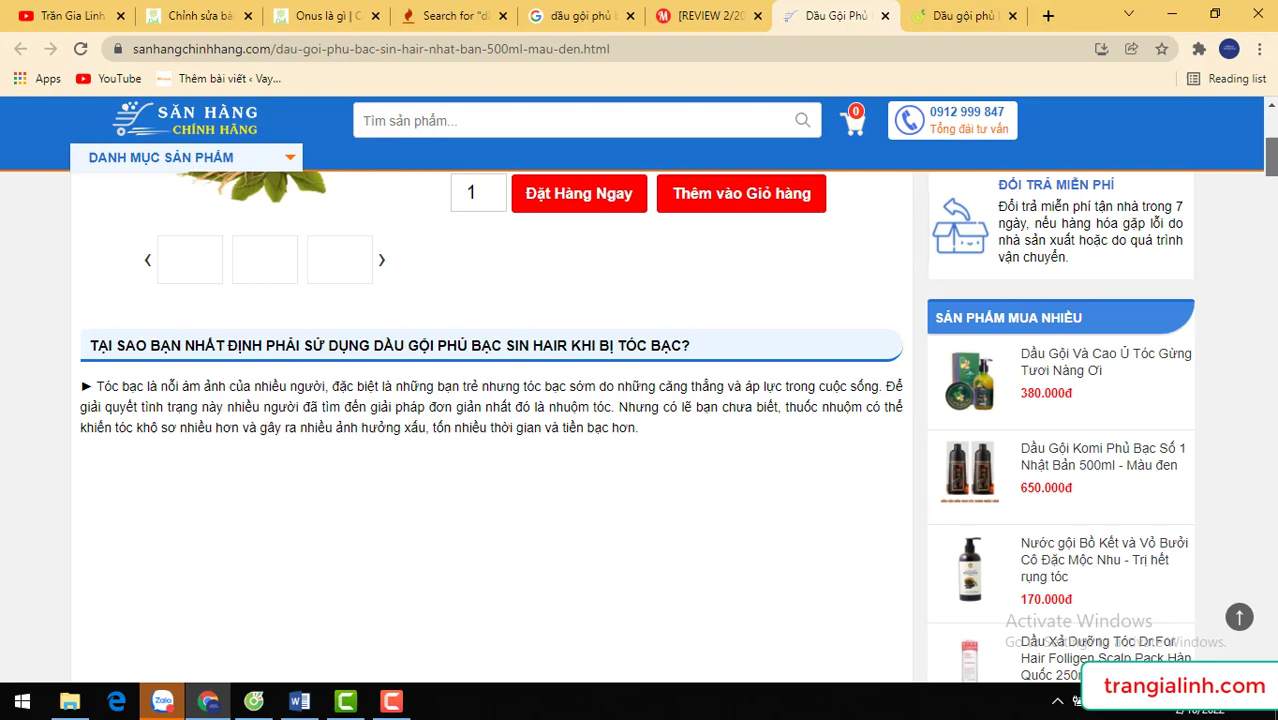 Trần Gia Linh
Chỉnh sửa bà
Onus là gì | C
Search for "dầ
dầu gội phủ b
[REVIEW 2/20
Dầu Gội Phủ
Dầu gội phủ
sanhangchinhhang.com/dau-goi-phu-bac-sin-hair-nhat-ban-500ml-mau-den.html
Apps
YouTube
Thêm bài viết ‹ Vay...
Reading list
SĂN HÀNG
CHÍNH HÃNG
Tìm sản phẩm...
0
0912 999 847
Tổng đài tư vấn
DANH MỤC SẢN PHẨM
1
Đặt Hàng Ngay
Thêm vào Giỏ hàng
ĐỔI TRẢ MIỄN PHÍ
Đổi trả miễn phí tận nhà trong 7
ngày, nếu hàng hóa gặp lỗi do
nhà sản xuất hoặc do quá trình
vận chuyển.
TẠI SAO BẠN NHẤT ĐỊNH PHẢI SỬ DỤNG DẦU GỘI PHỦ BẠC SIN HAIR KHI BỊ TÓC BẠC?
► Tóc bạc là nỗi ám ảnh của nhiều người, đặc biệt là những bạn trẻ nhưng tóc bạc sớm do những căng thẳng và áp lực trong cuộc sống. Để
giải quyết tình trạng này nhiều người đã tìm đến giải pháp đơn giản nhất đó là nhuộm tóc. Nhưng có lẽ bạn chưa biết, thuốc nhuộm có thể
khiến tóc khô sơ nhiều hơn và gây ra nhiều ảnh hưởng xấu, tốn nhiều thời gian và tiền bạc hơn.
SẢN PHẨM MUA NHIỀU
Dầu Gội Và Cao Ủ Tóc Gừng
Tươi Nàng Ơi
380.000đ
Dầu Gội Komi Phủ Bạc Số 1
Nhật Bản 500ml - Màu đen
650.000đ
Nước gội Bồ Kết và Vỏ Bưởi
Cô Đặc Mộc Nhu - Trị hết
rụng tóc
170.000đ
Activate Windows
Dầu Xả Dưỡng Tóc Dr.For
Hair Folligen Scalp Pack Hàn
Quốc 250m
Zalo
trangialinh.com